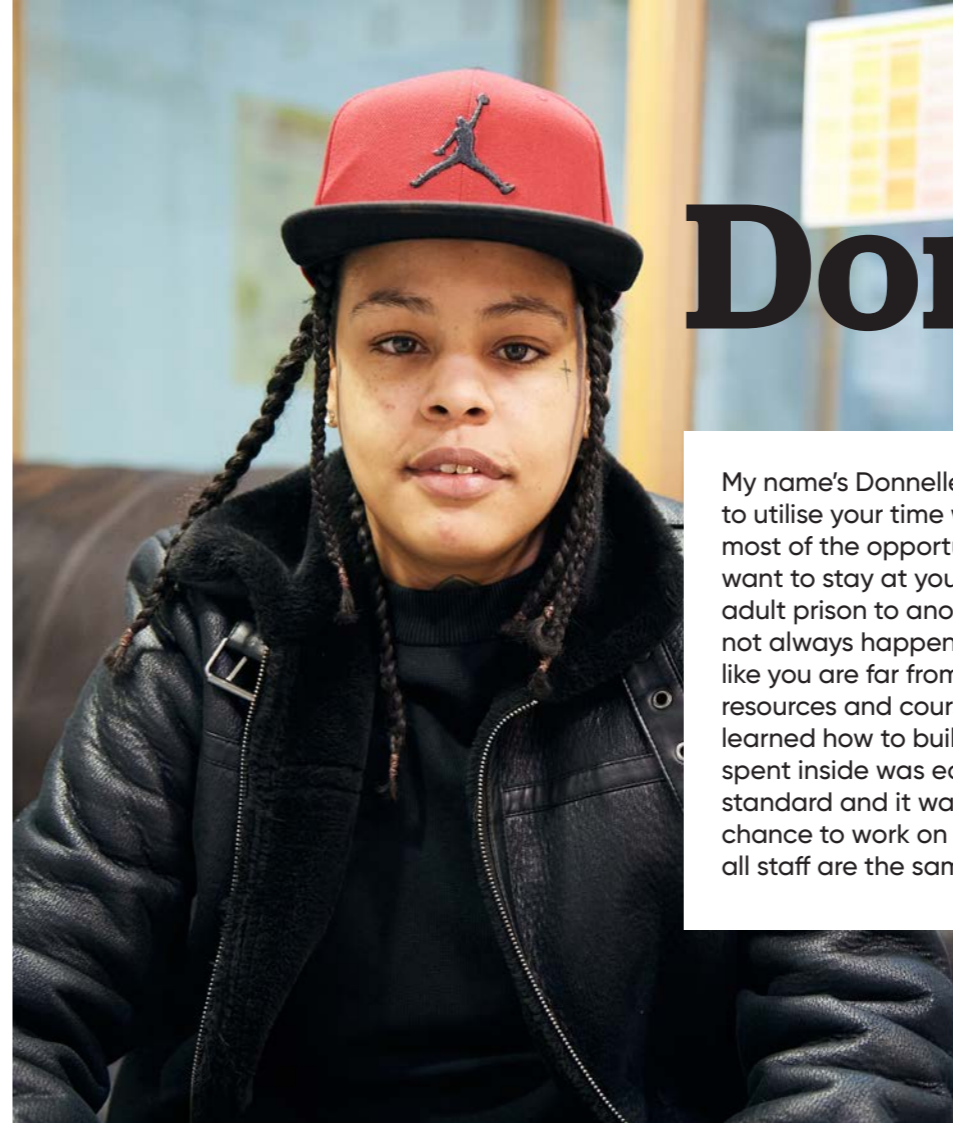 Don
My name's Donnelle
to utilise your time
most of the opportu
want to stay at you
adult prison to ano
not always happen
like you are far from
resources and cour
learned how to buil
spent inside was
standard and it wa
chance to work on
all staff are the sam